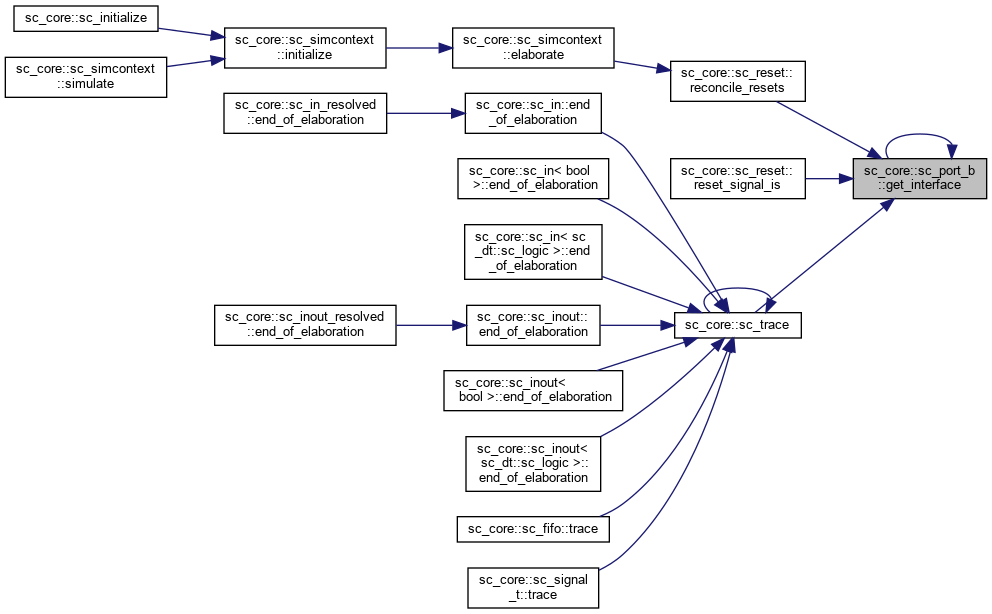 sc_core::sc_initialize
sc_core::sc_simcontext
::simulate
sc_core::sc_simcontext
::initialize
sc_core::sc_simcontext
::elaborate
sc_core::sc_reset::
reconcile_resets
sc_core::sc_in_resolved
::end_of_elaboration
sc_core::sc_in::end
_of_elaboration
sc_core::sc_in< bool
>::end_of_elaboration
sc_core::sc_reset::
reset_signal_is
sc_core::sc_port_b
::get_interface
sc_core::sc_in< sc
_dt::sc_logic >::end
_of_elaboration
sc_core::sc_inout_resolved
::end_of_elaboration
sc_core::sc_inout::
end_of_elaboration
sc_core::sc_trace
sc_core::sc_inout<
bool >::end_of_elaboration
sc_core::sc_inout<
sc_dt::sc_logic >::
end_of_elaboration
sc_core::sc_fifo::trace
sc_core::sc_signal
_t::trace